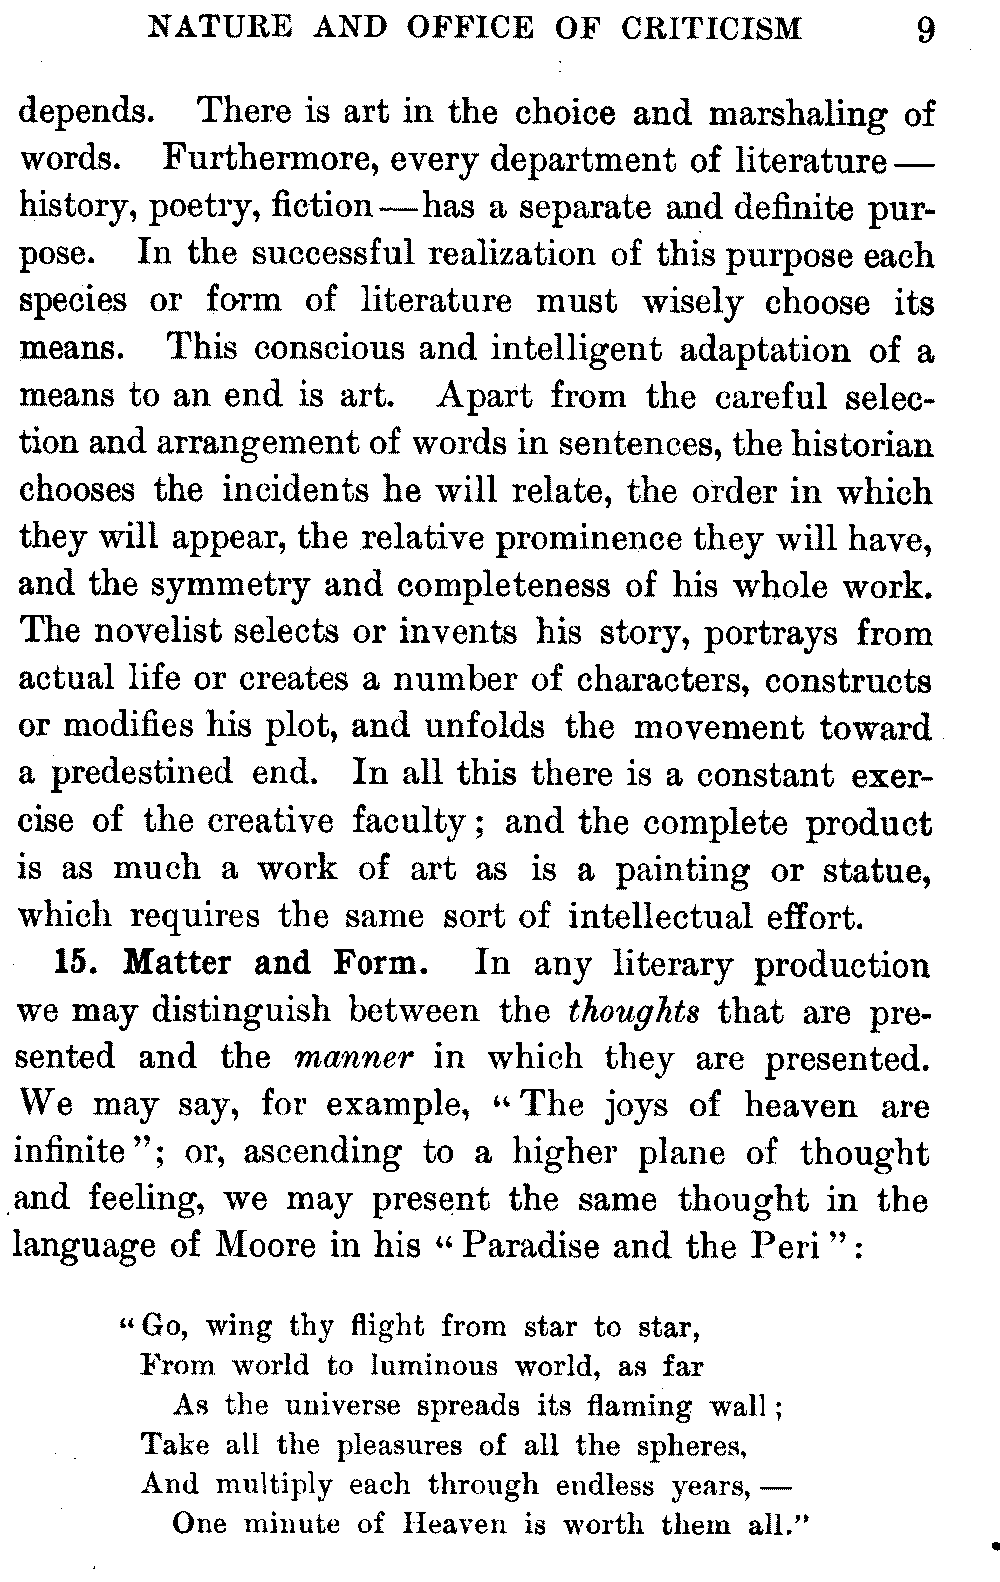 NATURE AND OFFICE OF CRITICISM 9
depends. There is art in the choice and marshaling of
words. Furthermore, every department of literature —
history, poetry, fiction — has a separate and definite pur-
pose. In the successful realization of this purpose each
species or form of literature must wisely choose its
means. This conscious and intelligent adaptation of a
means to an end is art. Apart from the careful selec-
tion and arrangement of words in sentences, the historian
chooses the incidents he will relate, the order in which
they will appear, the relative prominence they will have,
and the symmetry and completeness of his whole work.
The novelist selects or invents his story, portrays from
actual life or creates a number of characters, constructs
or modifies his plot, and unfolds the movement toward
a predestined end. In all this there is a constant exer-
cise of the creative faculty; and the complete product
is as much a work of art as is a painting or statue,
which requires the same sort of intellectual effort.
15. Matter and Form. In any literary production
we may distinguish between the thoughts that are pre-
sented and the manner in which they are presented.
We may say, for example, “The joys of heaven are
infinite”; or, ascending to a higher plane of thought
and feeling, we may present the same thought in the
language of Moore in his “Paradise and the Peri”:
“Go, wing thy flight from star to star,
From world to luminous world, as far
As the universe spreads its flaming wall;
Take all the pleasures of all the spheres,
And multiply each through endless years, —
One minute of Heaven is worth them all.”